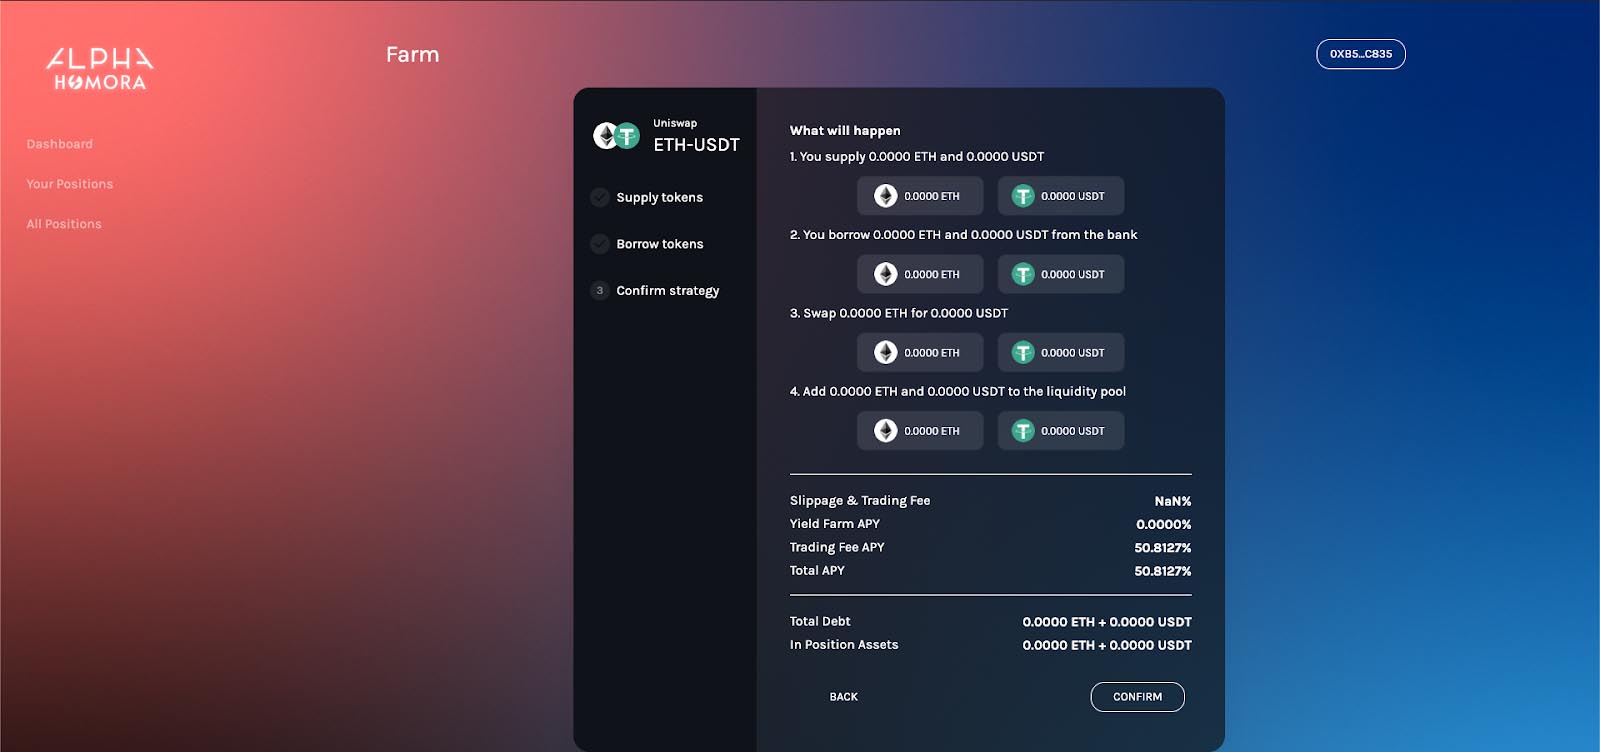 ALPHA
HOMORA
Farm
0XB5...C835
Dashboard
Your Positions
All Positions
Uniswap
ETH-USDT
Supply tokens
Borrow tokens
3 Confirm strategy
What will happen
1. You supply 0.0000 ETH and 0.0000 USDT
0.0000 ETH 0.0000 USDT
2. You borrow 0.0000 ETH and 0.0000 USDT from the bank
0.0000 ETH 0.0000 USDT
3. Swap 0.0000 ETH for 0.0000 USDT
0.0000 ETH 0.0000 USDT
4. Add 0.0000 ETH and 0.0000 USDT to the liquidity pool
0.0000 ETH 0.0000 USDT
Slippage & Trading Fee NaN%
Yield Farm APY 0.0000%
Trading Fee APY 50.8127%
Total APY 50.8127%
Total Debt 0.0000 ETH + 0.0000 USDT
In Position Assets 0.0000 ETH + 0.0000 USDT
BACK CONFIRM